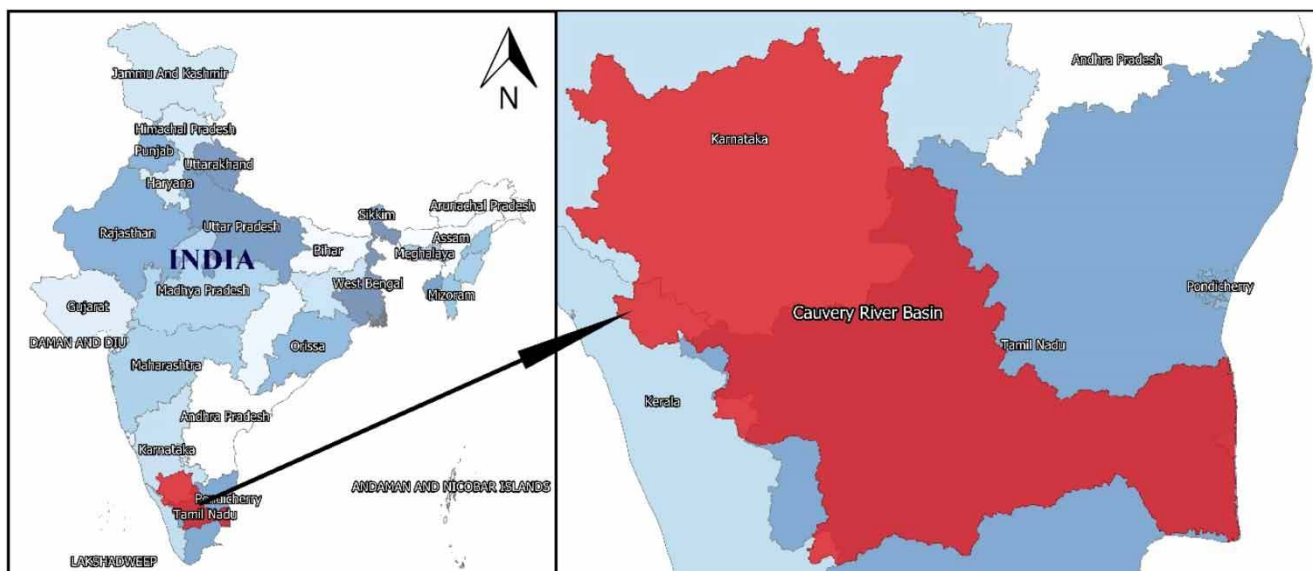 Jammu And Kashmir
N
Himachal Pradesh
Punjab
Uttarakhand
Haryana
Arunachal Pradesh
Sikkim
Uttar Pradesh
Rajasthan
Assam
Bihar
Meghalaya
INDIA
West Bengal
Madhya Pradesh
Mizoram
Gujarat
DAMAN AND DIU
Orissa
Maharashtra
Andhra Pradesh
Karnataka
ANDAMAN AND NICOBAR ISLANDS
Pondicherry
Tamil Nadu
LAKSHADWEEP
Andhra Pradesh
Karnataka
Pondicherry
Cauvery River Basin
Tamil Nadu
Kerala